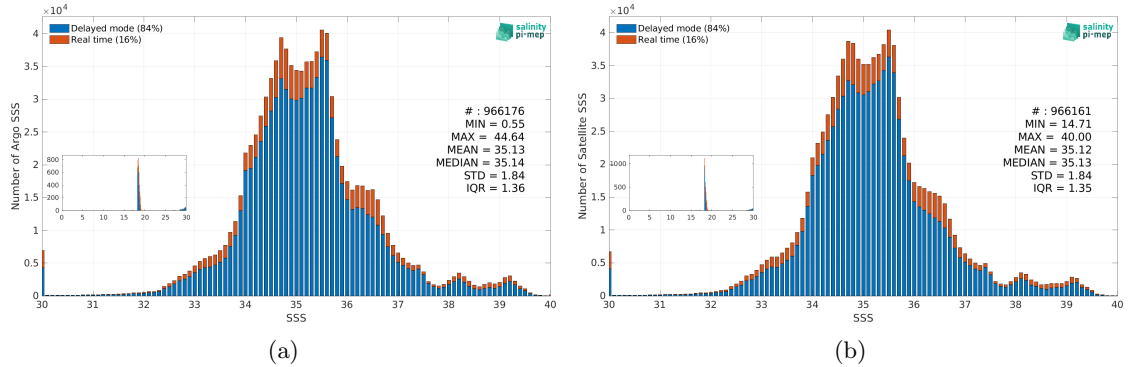 ×10⁴
Delayed mode (84%)
Real time (16%)
salinity
pi-mep
# : 966176
MIN = 0.55
MAX = 44.64
MEAN = 35.13
MEDIAN = 35.14
STD = 1.84
IQR = 1.36
Number of Argo SSS
4
3.5
3
2.5
2
1.5
1
0.5
0
800
600
400
200
0
0 5 10 15 20 25 30
30 31 32 33 34 35 36 37 38 39 40
SSS
(a)
×10⁴
Delayed mode (84%)
Real time (16%)
salinity
pi-mep
# : 966161
MIN = 14.71
MAX = 40.00
MEAN = 35.12
MEDIAN = 35.13
STD = 1.84
IQR = 1.35
Number of Satellite SSS
4
3.5
3
2.5
2
1.5
1
0.5
0
1000
500
0
0 5 10 15 20 25 30
30 31 32 33 34 35 36 37 38 39 40
SSS
(b)